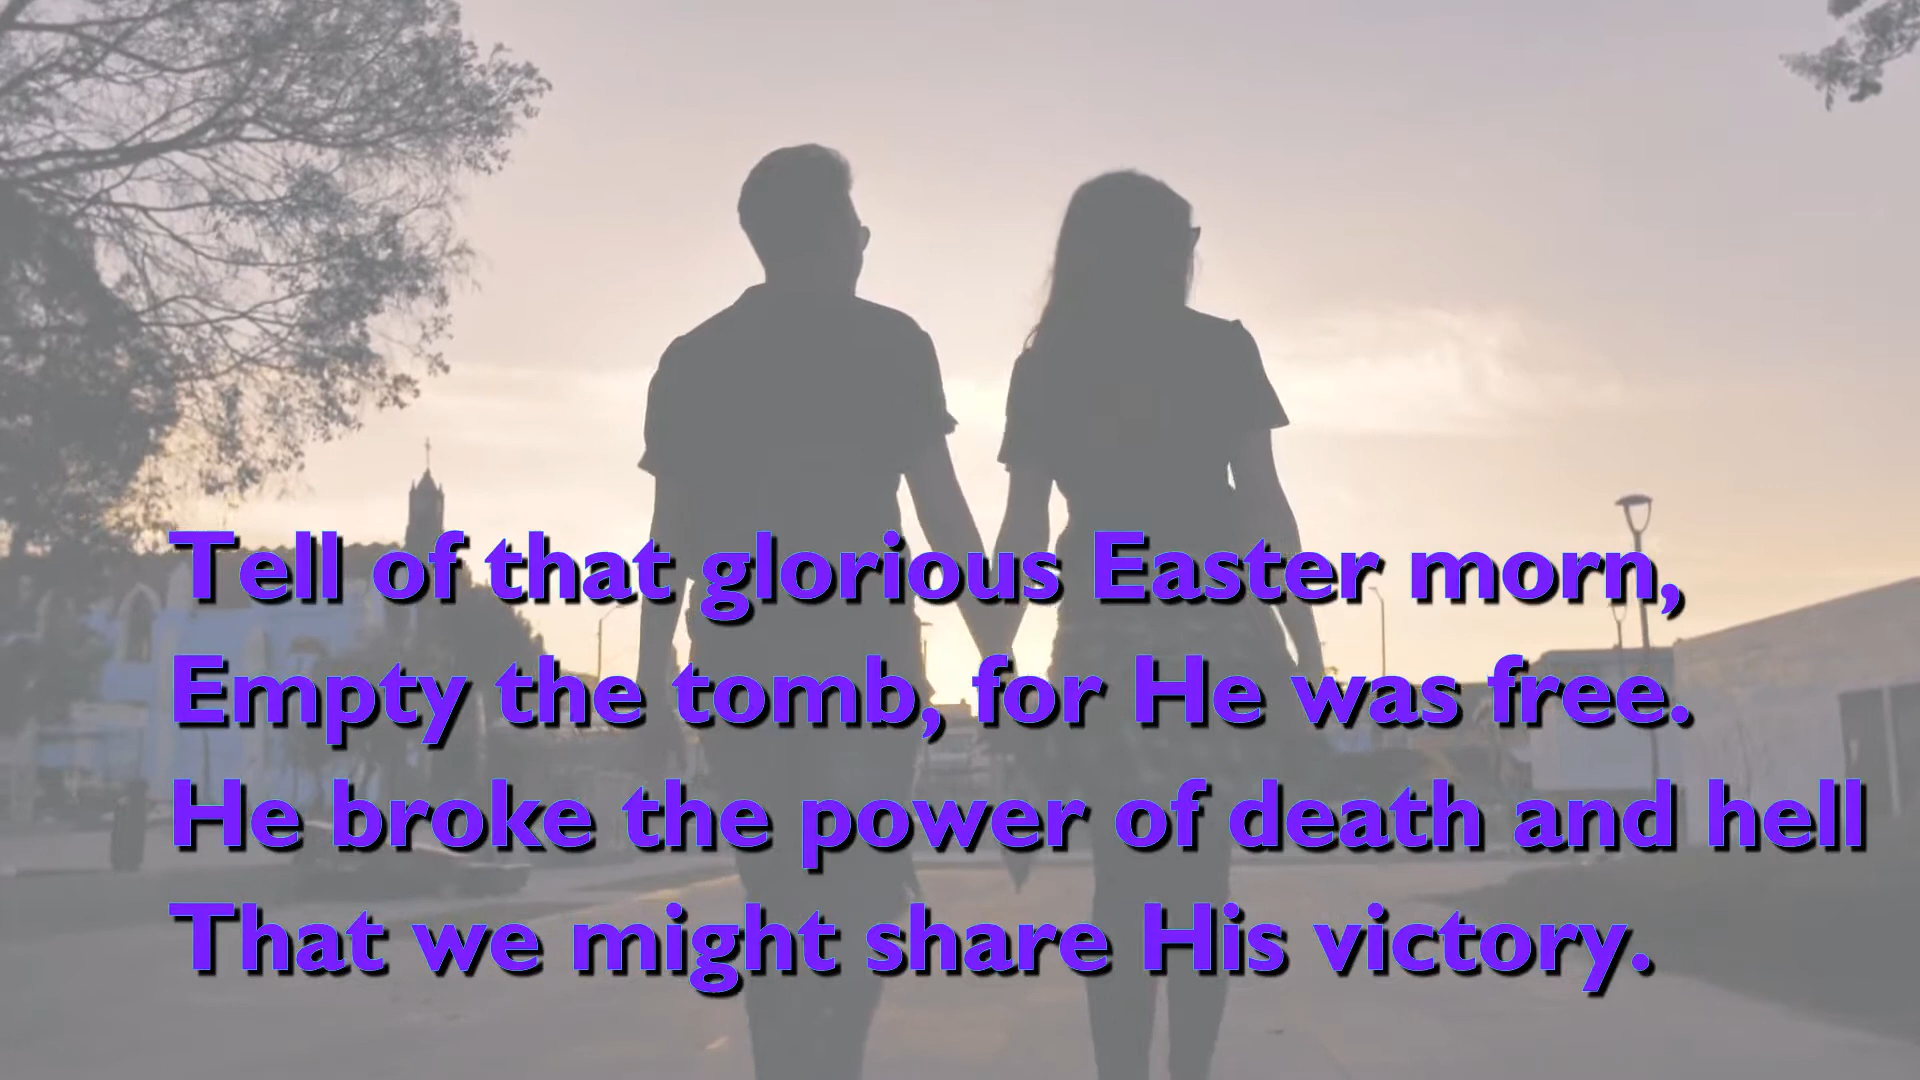 Tell of that glorious Easter morn,
Empty the tomb, for He was free.
He broke the power of death and hell
That we might share His victory.